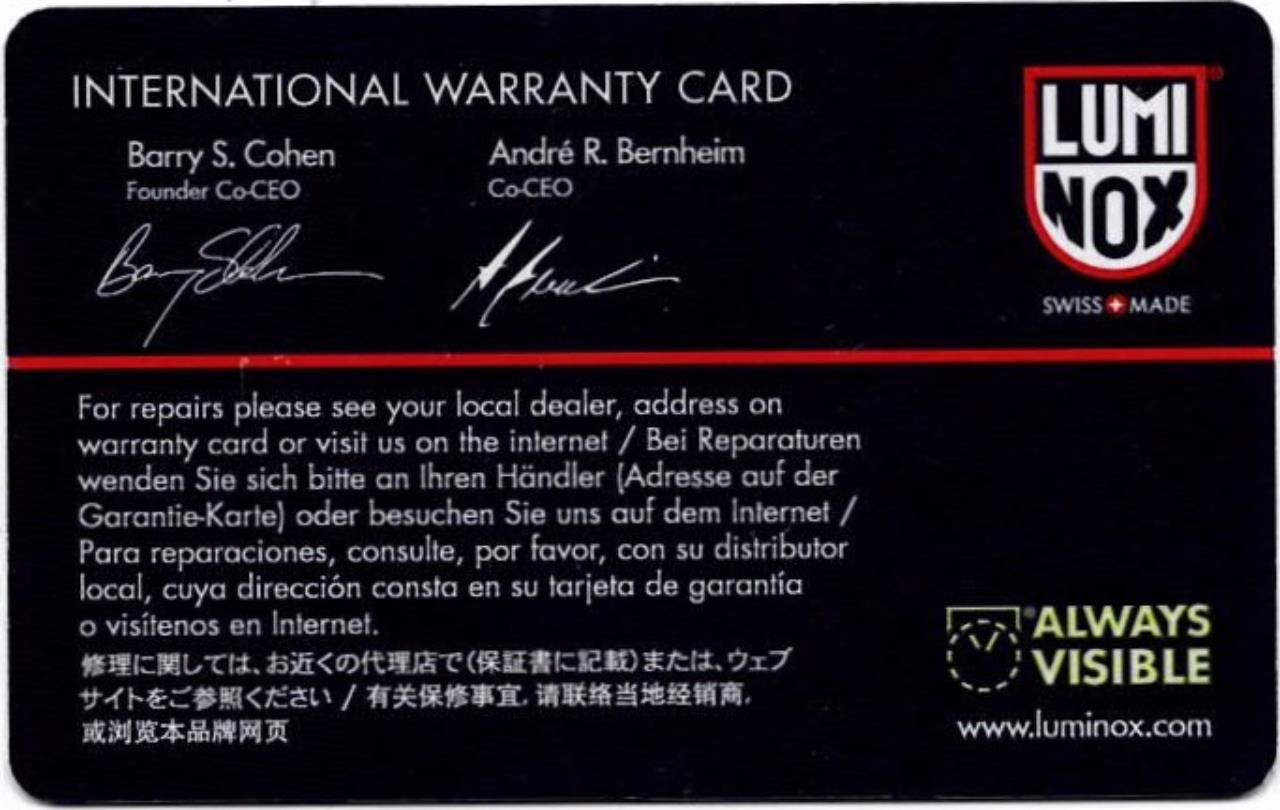 INTERNATIONAL WARRANTY CARD
Barry S. Cohen
Founder Co-CEO
André R. Bernheim
Co-CEO
LUMI
NOX
®
SWISS MADE
For repairs please see your local dealer, address on
warranty card or visit us on the internet / Bei Reparaturen
wenden Sie sich bitte an Ihren Händler (Adresse auf der
Garantie-Karte) oder besuchen Sie uns auf dem Internet /
Para reparaciones, consulte, por favor, con su distributor
local, cuya dirección consta en su tarjeta de garantía
o visítenos en Internet.
修理に関しては、お近くの代理店で(保証書に記載)または、ウェブ
サイトをご参照ください / 有关保修事宜, 请联络当地经销商,
或浏览本品牌网页
®ALWAYS
VISIBLE
www.luminox.com